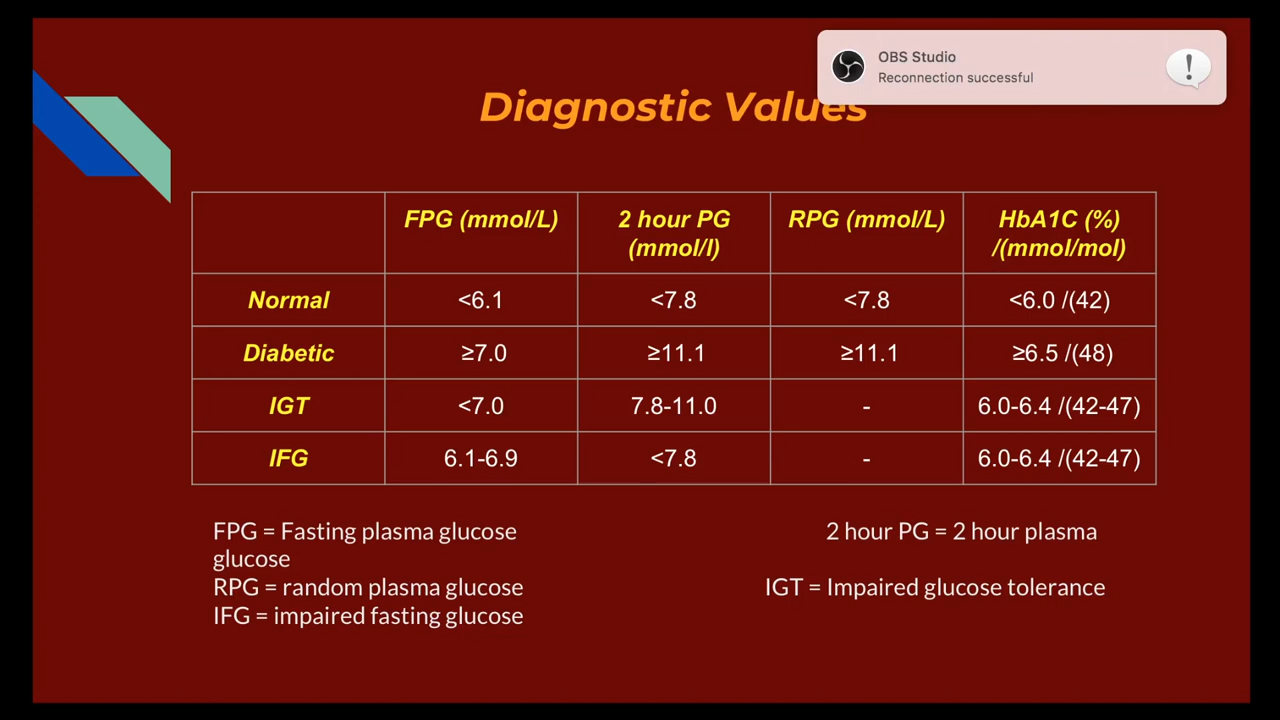 OBS Studio
Reconnection successful
Diagnostic Values
FPG (mmol/L) 2 hour PG (mmol/l) RPG (mmol/L) HbA1C (%) /(mmol/mol)
Normal <6.1 <7.8 <7.8 <6.0 /(42)
Diabetic ≥7.0 ≥11.1 ≥11.1 ≥6.5 /(48)
IGT <7.0 7.8-11.0 - 6.0-6.4 /(42-47)
IFG 6.1-6.9 <7.8 - 6.0-6.4 /(42-47)
FPG = Fasting plasma glucose 2 hour PG = 2 hour plasma
glucose
RPG = random plasma glucose IGT = Impaired glucose tolerance
IFG = impaired fasting glucose